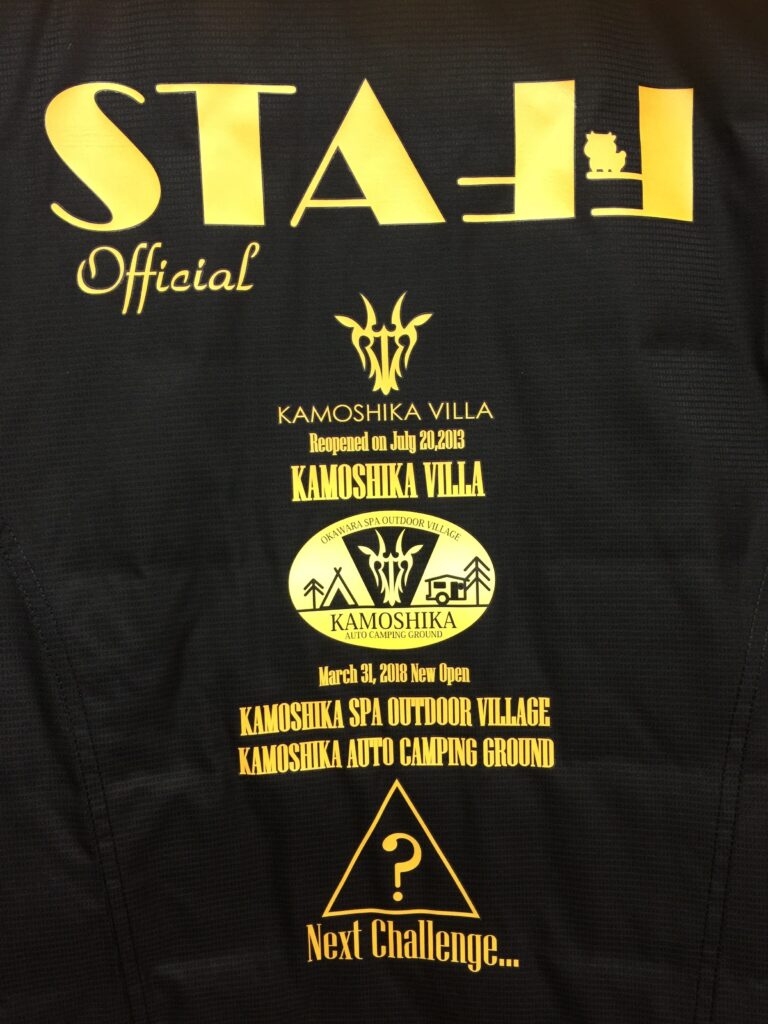 STAFF
Official
KAMOSHIKA VILLA
Reopened on July 20,2013
KAMOSHIKA VILLA
OKAWARA SPA OUTDOOR VILLAGE
KAMOSHIKA
AUTO CAMPING GROUND
March 31, 2018 New Open
KAMOSHIKA SPA OUTDOOR VILLAGE
KAMOSHIKA AUTO CAMPING GROUND
?
Next Challenge...